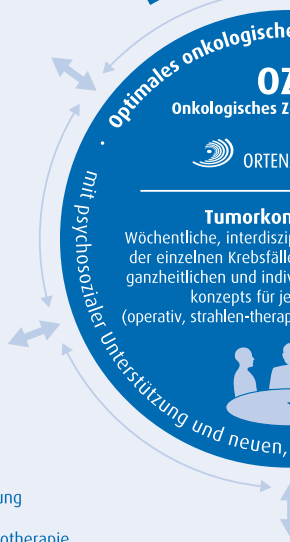 · Optimales onkologische
OZ
Onkologisches Z
ORTEN
Tumorkon
Wöchentliche, interdiszip
der einzelnen Krebsfälle
ganzheitlichen und indiv
konzepts für je
(operativ, strahlen-therap
mit psychosozialer Unterstützung und neuen,
ung
otherapie